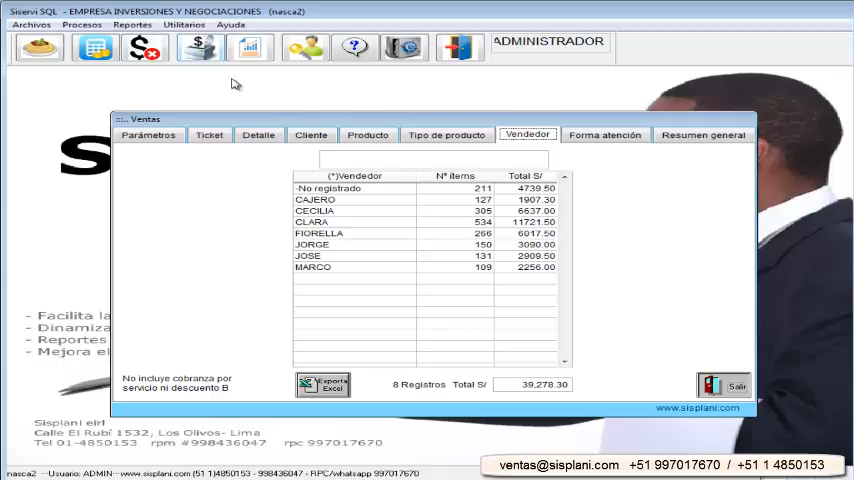 Siservi SQL - EMPRESA INVERSIONES Y NEGOCIACIONES (nasca2)
Archivos Procesos Reportes Utilitarios Ayuda
ADMINISTRADOR
:::.. Ventas
Parámetros Ticket Detalle Cliente Producto Tipo de producto Vendedor Forma atención Resumen general
(*)Vendedor N° ítems Total S/
-No registrado 211 4739.50
CAJERO 127 1907.30
CECILIA 305 6637.00
CLARA 534 11721.50
FIORELLA 266 6017.50
JORGE 150 3090.00
JOSE 131 2909.50
MARCO 109 2256.00
- Facilita la
- Dinamiza
- Reportes
- Mejora el
No incluye cobranza por
servicio ni descuento B
Exporta
Excel
8 Registros Total S/ 39,278.30
Salir
www.sisplani.com
Sisplani eirl
Calle El Rubí 1532, Los Olivos- Lima
Tel 01-4850153 rpm #998436047 rpc 997017670
nasca2 ···Usuario: ADMIN···www.sisplani.com (51 1)4850153 - 998436047 - RPC/whatsapp 997017670
ventas@sisplani.com +51 997017670 / +51 1 4850153